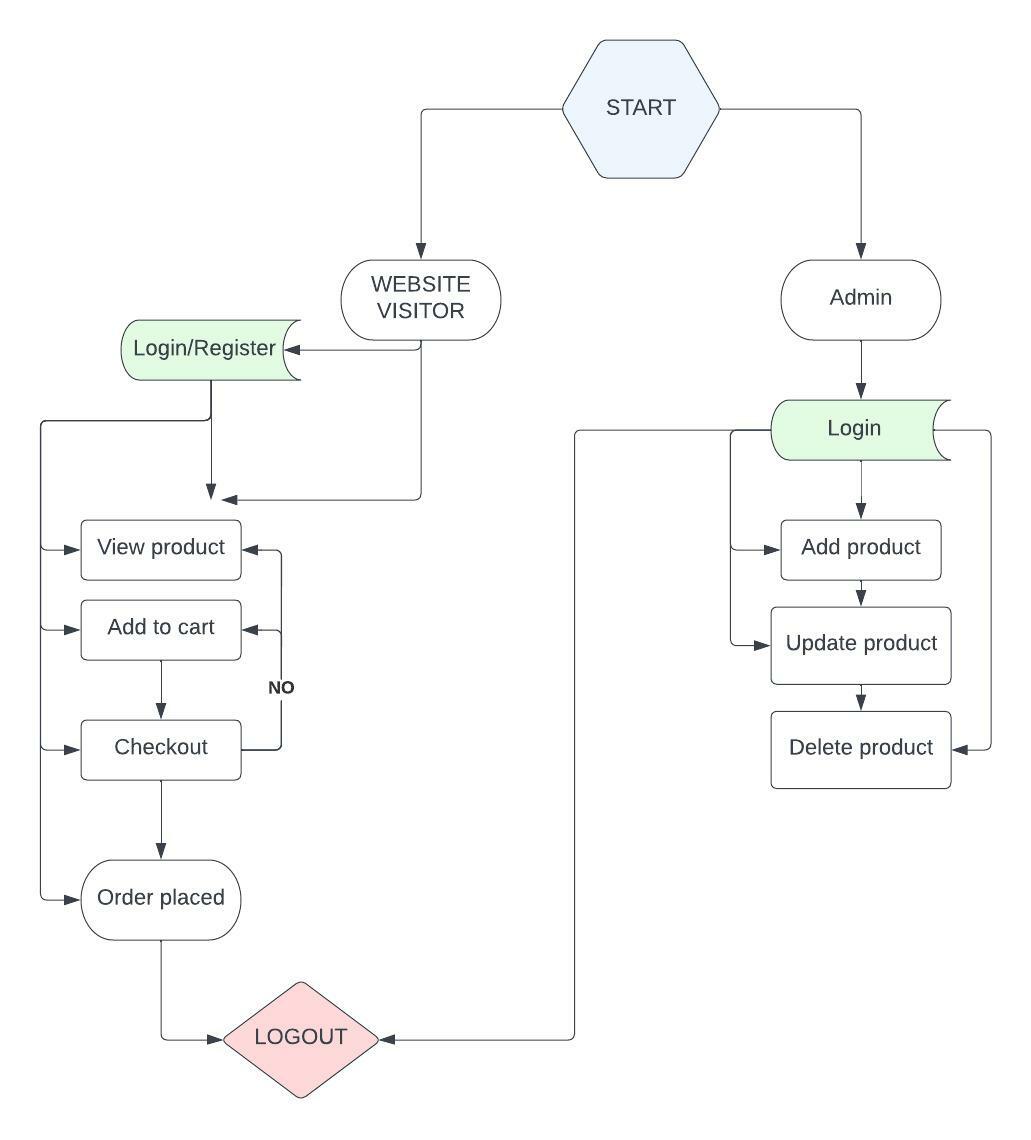 START
WEBSITE
VISITOR
Admin
Login/Register
Login
View product
Add product
Add to cart
Update product
NO
Checkout
Delete product
Order placed
LOGOUT